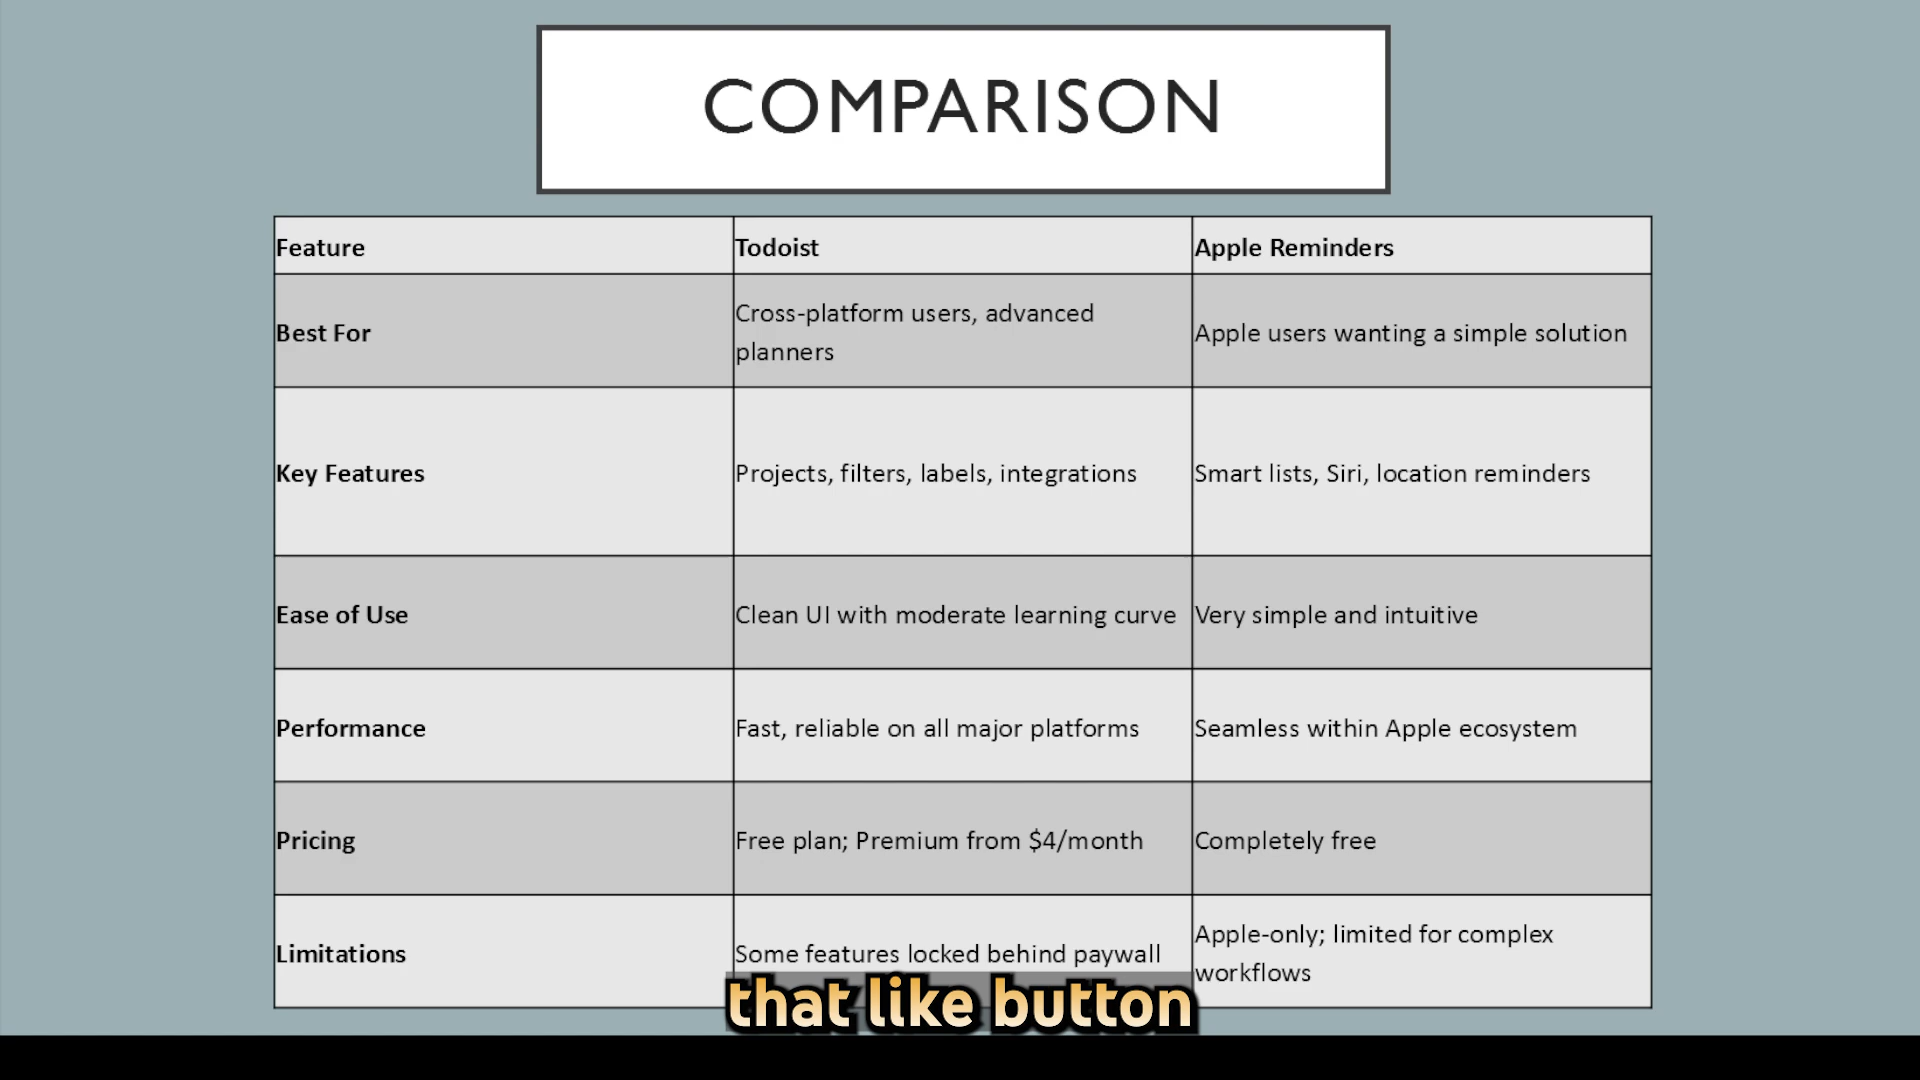 COMPARISON
Feature
Todoist
Apple Reminders
Best For
Cross-platform users, advanced
planners
Apple users wanting a simple solution
Key Features
Projects, filters, labels, integrations
Smart lists, Siri, location reminders
Ease of Use
Clean UI with moderate learning curve
Very simple and intuitive
Performance
Fast, reliable on all major platforms
Seamless within Apple ecosystem
Pricing
Free plan; Premium from $4/month
Completely free
Limitations
Some features locked behind paywall
Apple-only; limited for complex
workflows
that like button